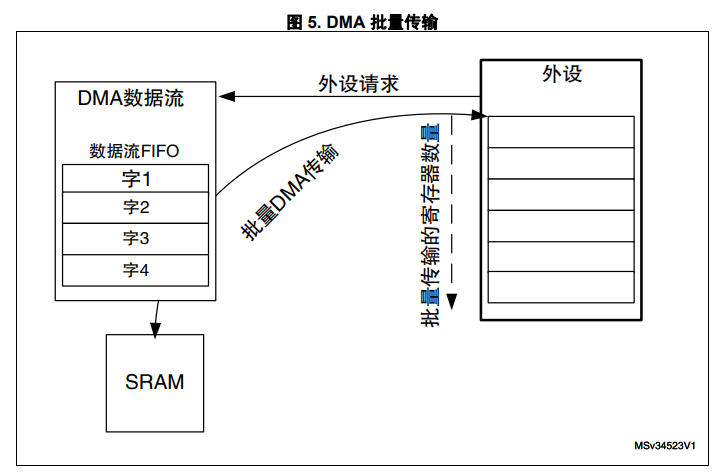 图 5. DMA 批量传输
外设请求
外设
DMA数据流
数据流FIFO
字1
字2
字3
字4
批量DMA传输
批量传输的寄存器数量
SRAM
MSv34523V1